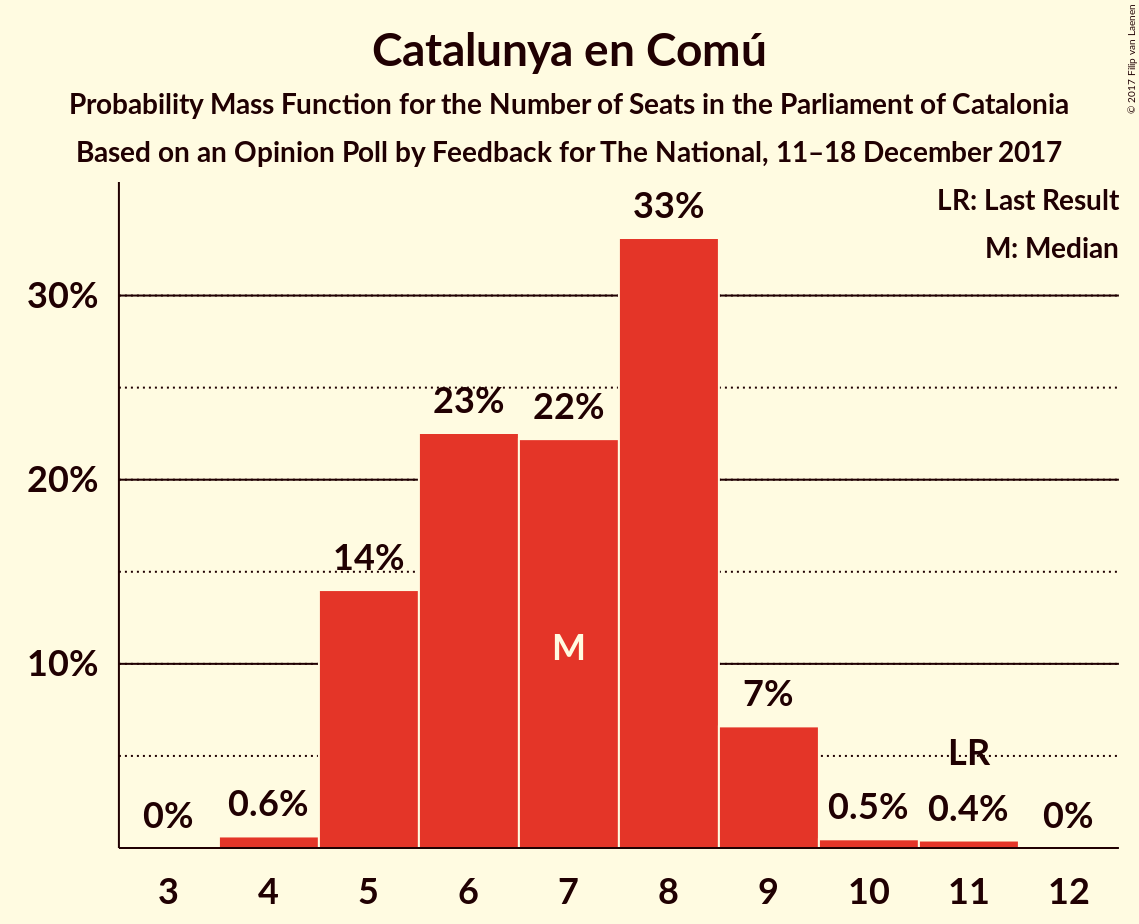 Catalunya en Comú
Probability Mass Function for the Number of Seats in the Parliament of Catalonia
Based on an Opinion Poll by Feedback for The National, 11–18 December 2017
© 2017 Filip van Laenen
LR: Last Result
M: Median
33%
30%
23%
22%
20%
14%
M
10%
7%
LR
0%
0.6%
0.5%
0.4%
0%
3 4 5 6 7 8 9 10 11 12